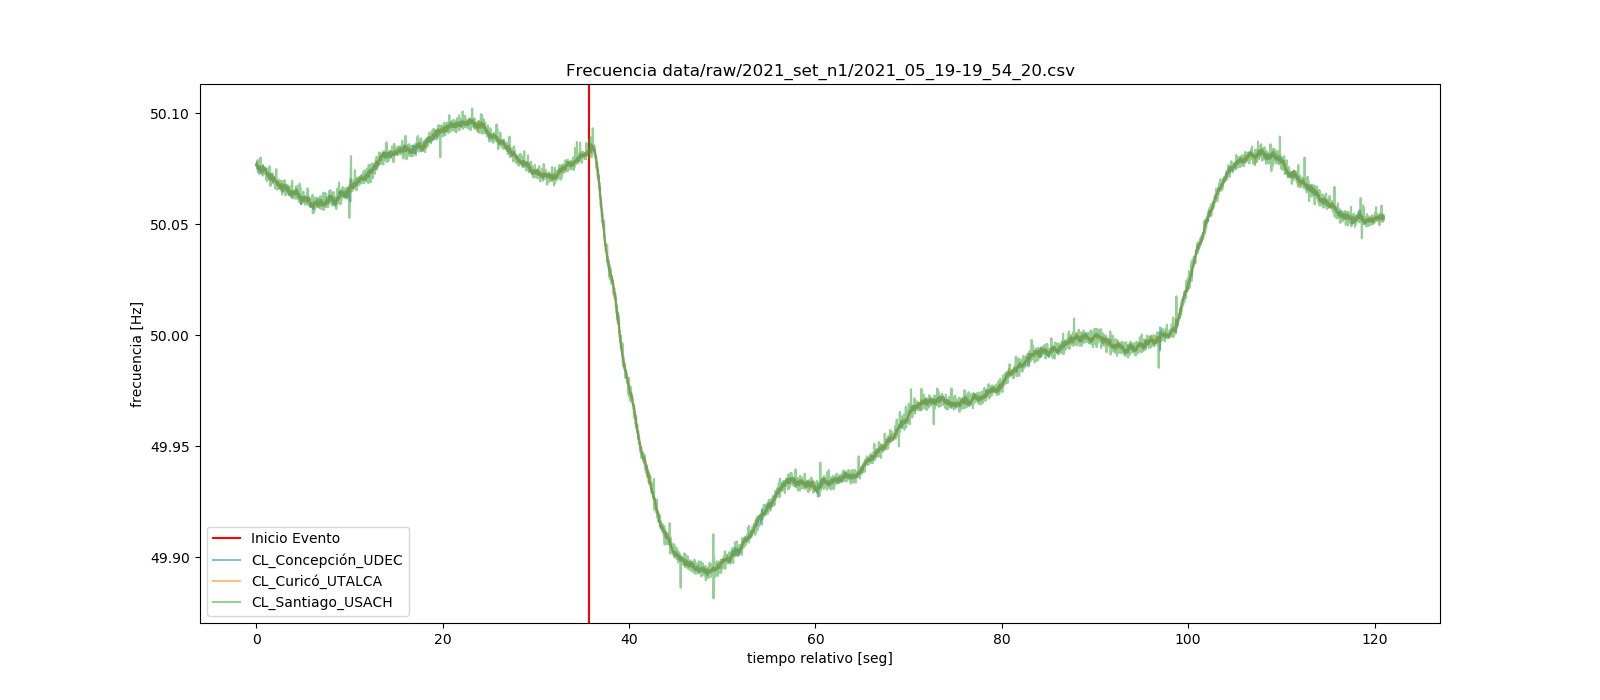 Frecuencia data/raw/2021_set_n1/2021_05_19-19_54_20.csv
frecuencia [Hz]
50.10
50.05
50.00
49.95
49.90
Inicio Evento
CL_Concepción_UDEC
CL_Curicó_UTALCA
CL_Santiago_USACH
0 20 40 60 80 100 120
tiempo relativo [seg]